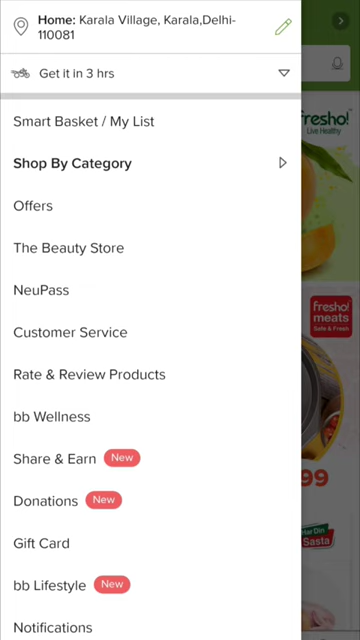 Home: Karala Village, Karala,Delhi-
110081
Get it in 3 hrs
Smart Basket / My List
Shop By Category
Offers
The Beauty Store
NeuPass
Customer Service
Rate & Review Products
bb Wellness
Share & Earn New
Donations New
Gift Card
bb Lifestyle New
Notifications
fresho!
Live Healthy
fresho!
meats
Safe & Fresh
99
Har Din
Sasta